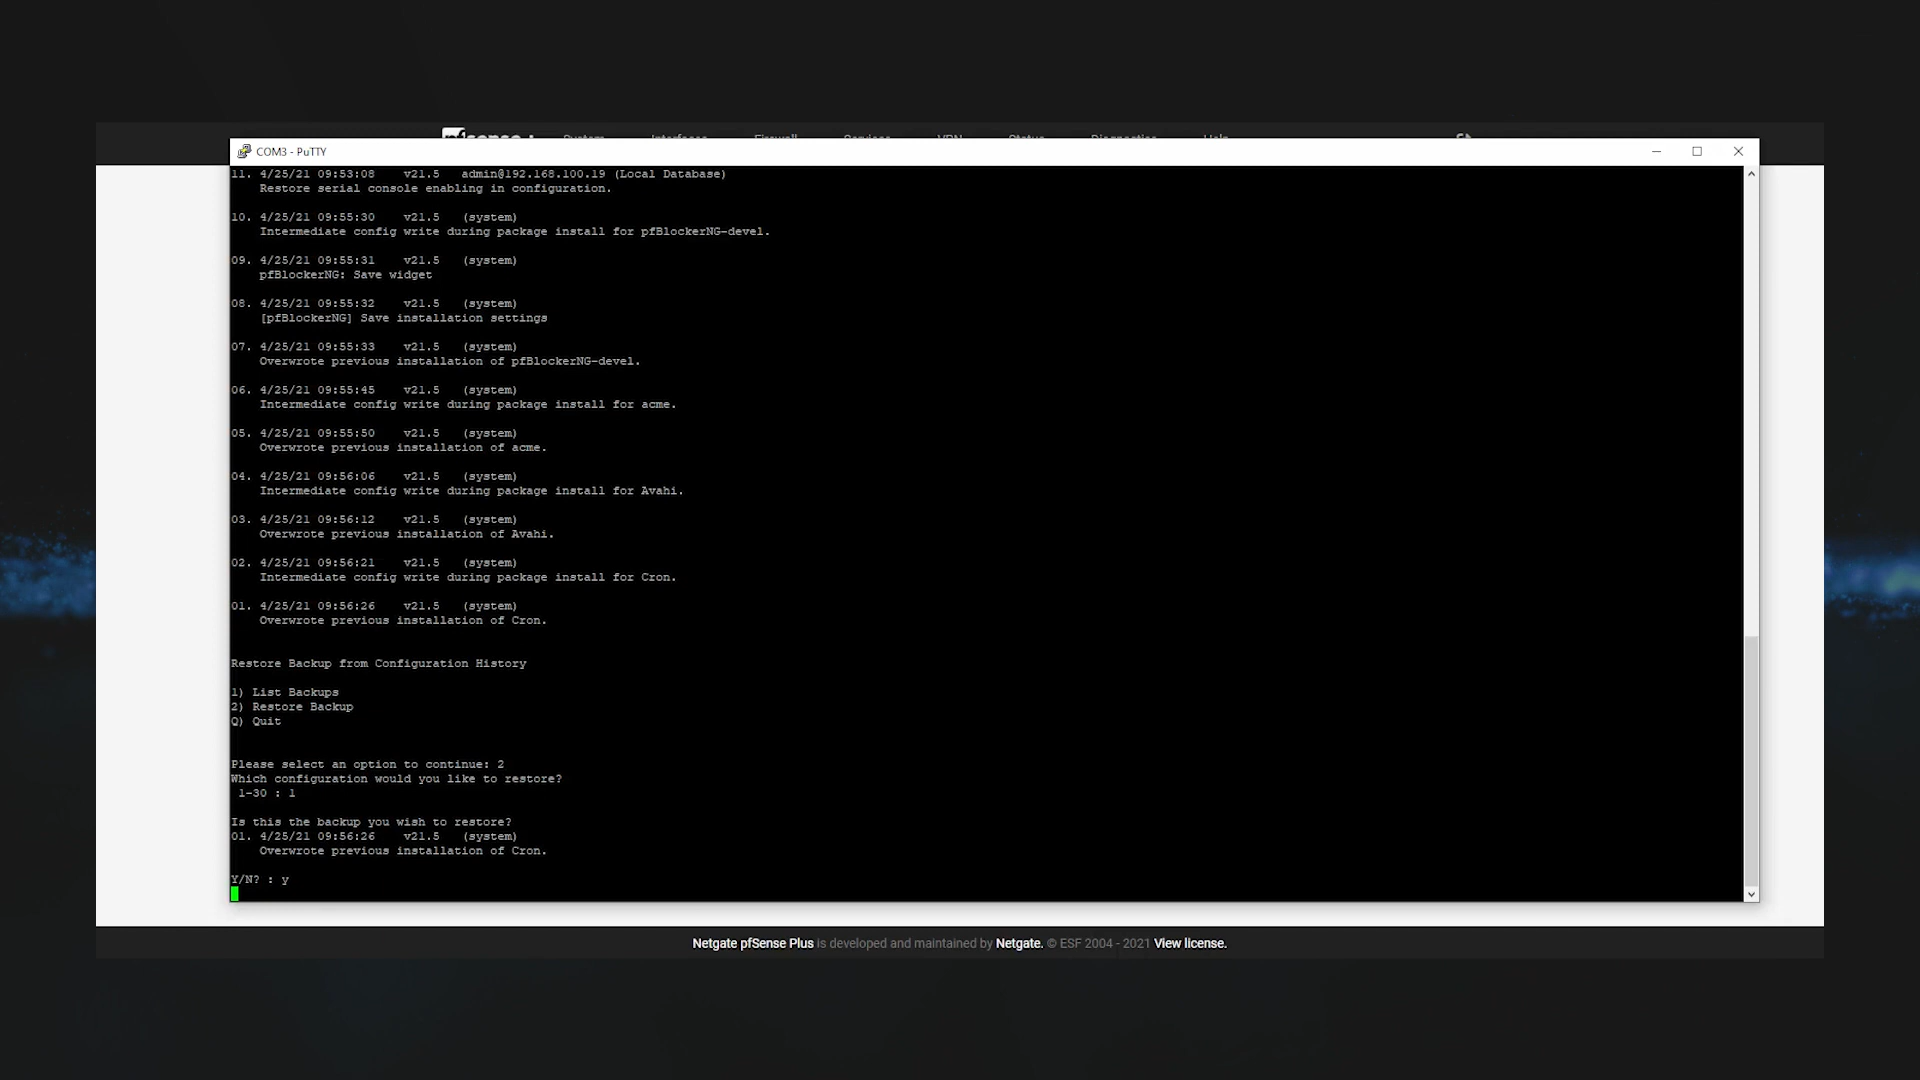 pfsense+ System Interfaces Firewall Services VPN Status Diagnostics Help
COM3 - PuTTY
11. 4/25/21 09:53:08 v21.5 admin@192.168.100.19 (Local Database)
Restore serial console enabling in configuration.
10. 4/25/21 09:55:30 v21.5 (system)
Intermediate config write during package install for pfBlockerNG-devel.
09. 4/25/21 09:55:31 v21.5 (system)
pfBlockerNG: Save widget
08. 4/25/21 09:55:32 v21.5 (system)
[pfBlockerNG] Save installation settings
07. 4/25/21 09:55:33 v21.5 (system)
Overwrote previous installation of pfBlockerNG-devel.
06. 4/25/21 09:55:45 v21.5 (system)
Intermediate config write during package install for acme.
05. 4/25/21 09:55:50 v21.5 (system)
Overwrote previous installation of acme.
04. 4/25/21 09:56:06 v21.5 (system)
Intermediate config write during package install for Avahi.
03. 4/25/21 09:56:12 v21.5 (system)
Overwrote previous installation of Avahi.
02. 4/25/21 09:56:21 v21.5 (system)
Intermediate config write during package install for Cron.
01. 4/25/21 09:56:26 v21.5 (system)
Overwrote previous installation of Cron.
Restore Backup from Configuration History
1) List Backups
2) Restore Backup
Q) Quit
Please select an option to continue: 2
Which configuration would you like to restore?
1-30 : 1
Is this the backup you wish to restore?
01. 4/25/21 09:56:26 v21.5 (system)
Overwrote previous installation of Cron.
Y/N? : y
Netgate pfSense Plus is developed and maintained by Netgate. © ESF 2004 - 2021 View license.